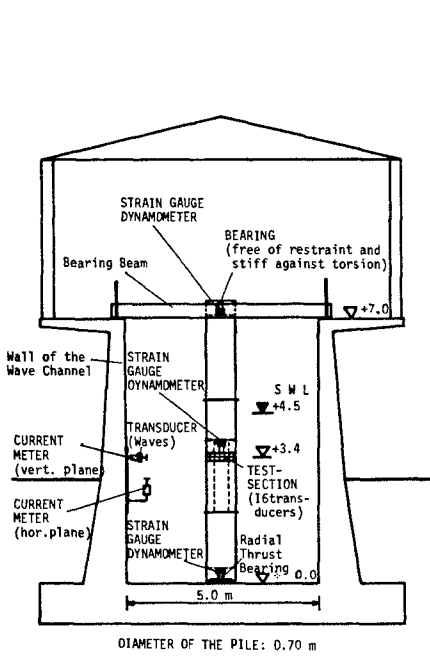 STRAIN GAUGE
DYNAMOMETER
BEARING
(free of restraint and
stiff against torsion)
Bearing Beam
+7.0
Wall of the
Wave Channel
STRAIN
GAUGE
DYNAMOMETER
S W L
+4.5
TRANSDUCER
(Waves)
+3.4
CURRENT
METER
(vert. plane)
TEST-
SECTION
(16trans-
ducers)
CURRENT
METER
(hor.plane)
STRAIN
GAUGE
DYNAMOMETER
Radial
Thrust
Bearing
0.0
5.0 m
DIAMETER OF THE PILE: 0.70 m